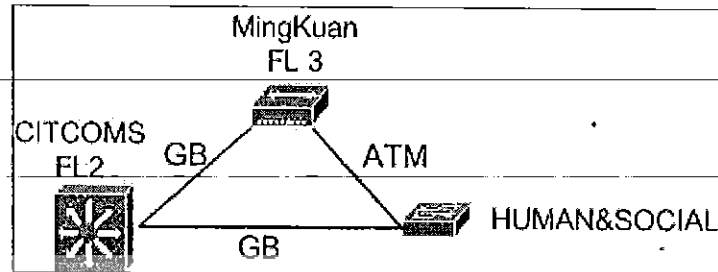 MingKuan
FL 3
CITCOMS
FL2
GB
ATM
HUMAN&SOCIAL
GB